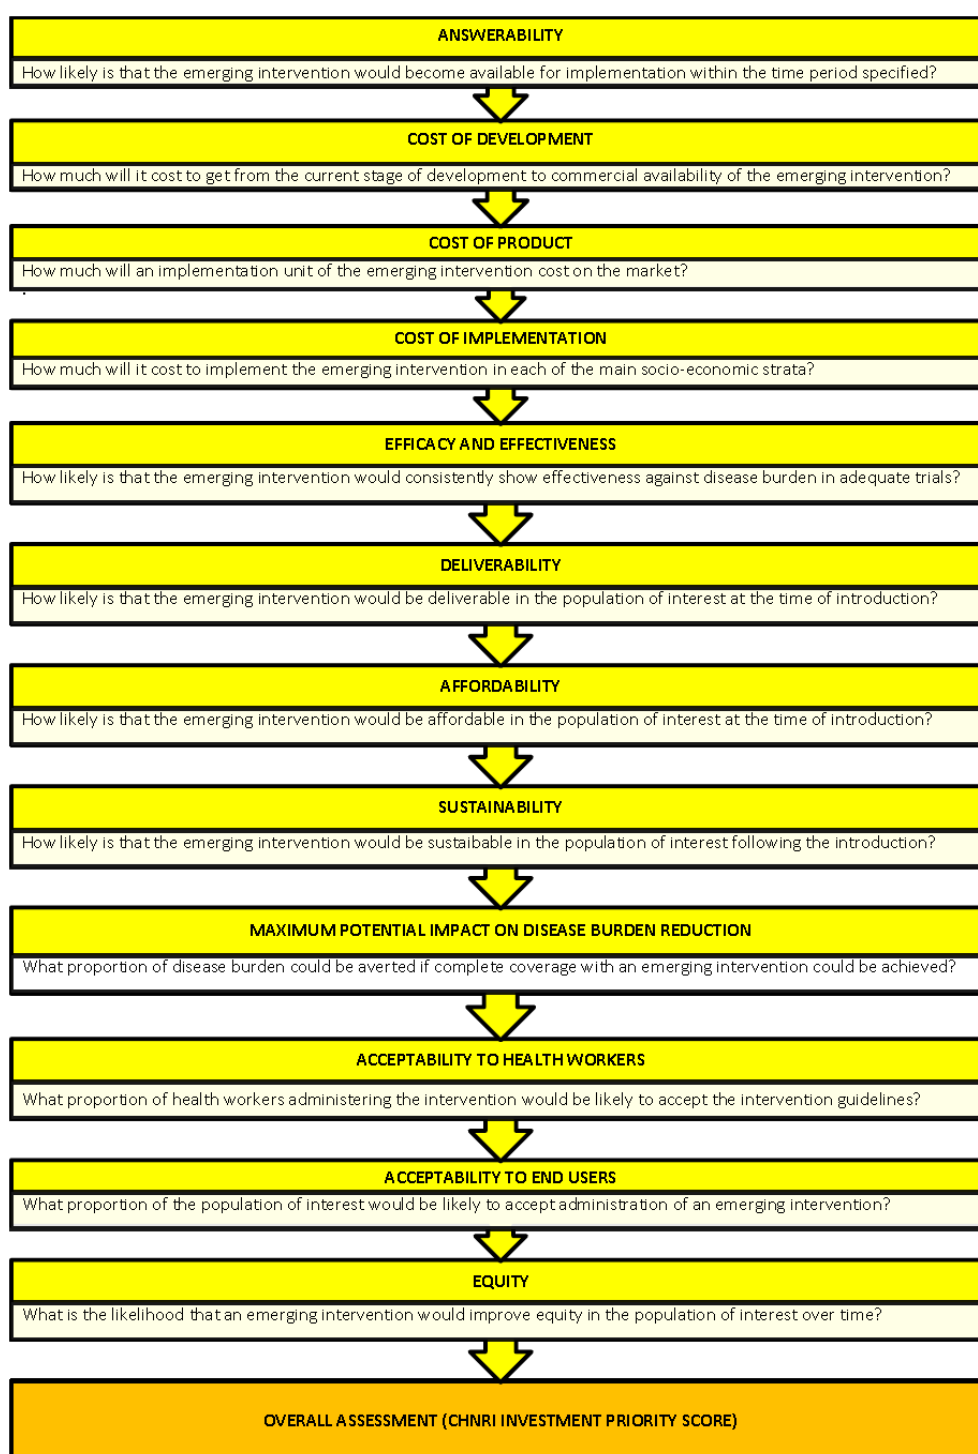 ANSWERABILITY
How likely is that the emerging intervention would become available for implementation within the time period specified?
COST OF DEVELOPMENT
How much will it cost to get from the current stage of development to commercial availability of the emerging intervention?
COST OF PRODUCT
How much will an implementation unit of the emerging intervention cost on the market?
.
COST OF IMPLEMENTATION
How much will it cost to implement the emerging intervention in each of the main socio-economic strata?
EFFICACY AND EFFECTIVENESS
How likely is that the emerging intervention would consistently show effectiveness against disease burden in adequate trials?
DELIVERABILITY
How likely is that the emerging intervention would be deliverable in the population of interest at the time of introduction?
AFFORDABILITY
How likely is that the emerging intervention would be affordable in the population of interest at the time of introduction?
SUSTAINABILITY
How likely is that the emerging intervention would be sustaibable in the population of interest following the introduction?
MAXIMUM POTENTIAL IMPACT ON DISEASE BURDEN REDUCTION
What proportion of disease burden could be averted if complete coverage with an emerging intervention could be achieved?
ACCEPTABILITY TO HEALTH WORKERS
What proportion of health workers administering the intervention would be likely to accept the intervention guidelines?
ACCEPTABILITY TO END USERS
What proportion of the population of interest would be likely to accept administration of an emerging intervention?
EQUITY
What is the likelihood that an emerging intervention would improve equity in the population of interest over time?
OVERALL ASSESSMENT (CHNRI INVESTMENT PRIORITY SCORE)